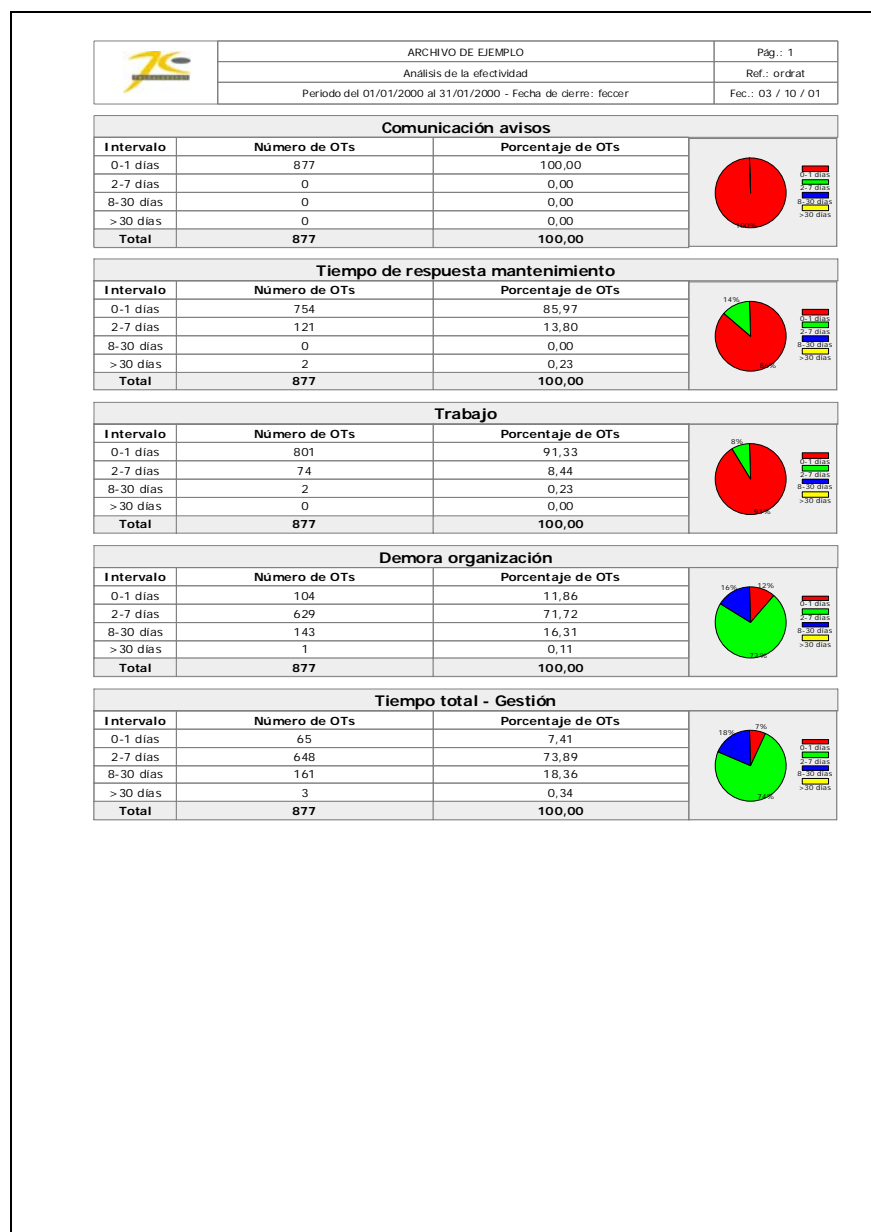 ARCHIVO DE EJEMPLO Pág.: 1
Análisis de la efectividad Ref.: ordrat
Periodo del 01/01/2000 al 31/01/2000 - Fecha de cierre: feccer Fec.: 03 / 10 / 01
Comunicación avisos
Intervalo Número de OTs Porcentaje de OTs
0-1 días 877 100,00
2-7 días 0 0,00
8-30 días 0 0,00
>30 días 0 0,00
Total 877 100,00
100%
0-1 días
2-7 días
8-30 días
>30 días
Tiempo de respuesta mantenimiento
Intervalo Número de OTs Porcentaje de OTs
0-1 días 754 85,97
2-7 días 121 13,80
8-30 días 0 0,00
>30 días 2 0,23
Total 877 100,00
14%
86%
0-1 días
2-7 días
8-30 días
>30 días
Trabajo
Intervalo Número de OTs Porcentaje de OTs
0-1 días 801 91,33
2-7 días 74 8,44
8-30 días 2 0,23
>30 días 0 0,00
Total 877 100,00
8%
0-1 días
2-7 días
8-30 días
>30 días
Demora organización
Intervalo Número de OTs Porcentaje de OTs
0-1 días 104 11,86
2-7 días 629 71,72
8-30 días 143 16,31
>30 días 1 0,11
Total 877 100,00
16% 12%
0-1 días
2-7 días
8-30 días
>30 días
Tiempo total - Gestión
Intervalo Número de OTs Porcentaje de OTs
0-1 días 65 7,41
2-7 días 648 73,89
8-30 días 161 18,36
>30 días 3 0,34
Total 877 100,00
18% 7%
74%
0-1 días
2-7 días
8-30 días
>30 días